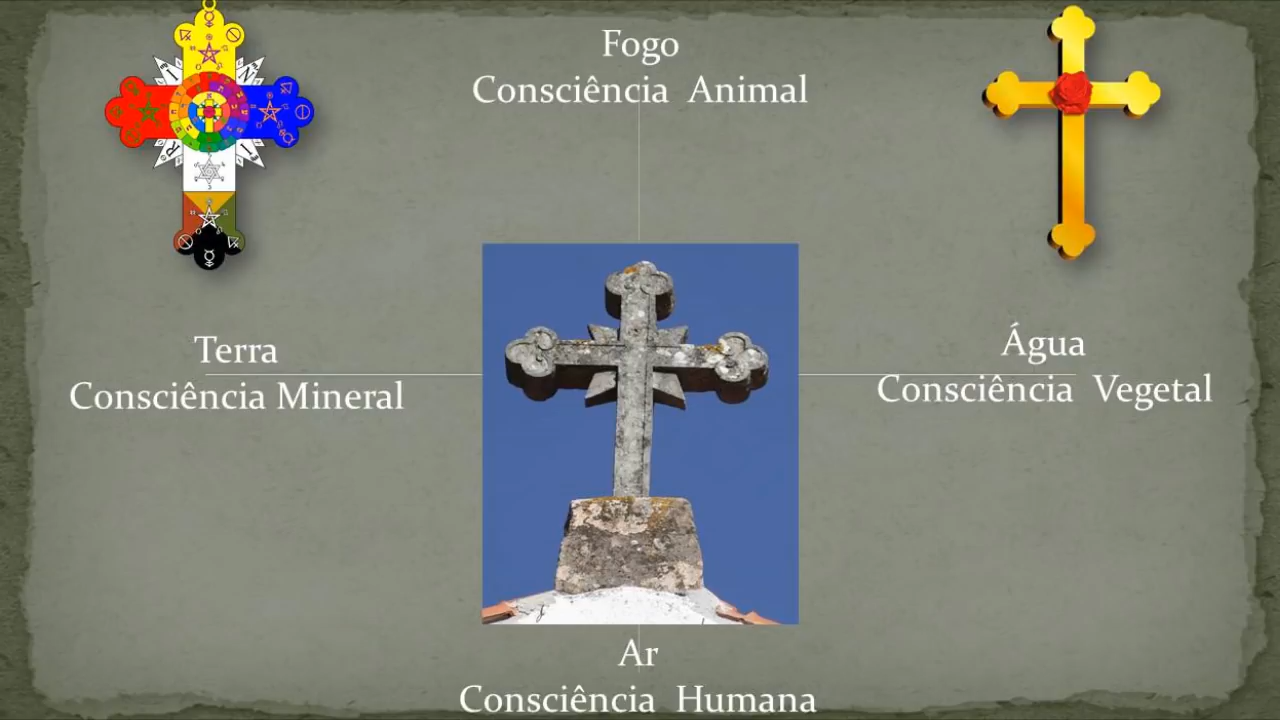 Fogo
Consciência Animal
Terra
Consciência Mineral
Água
Consciência Vegetal
Ar
Consciência Humana